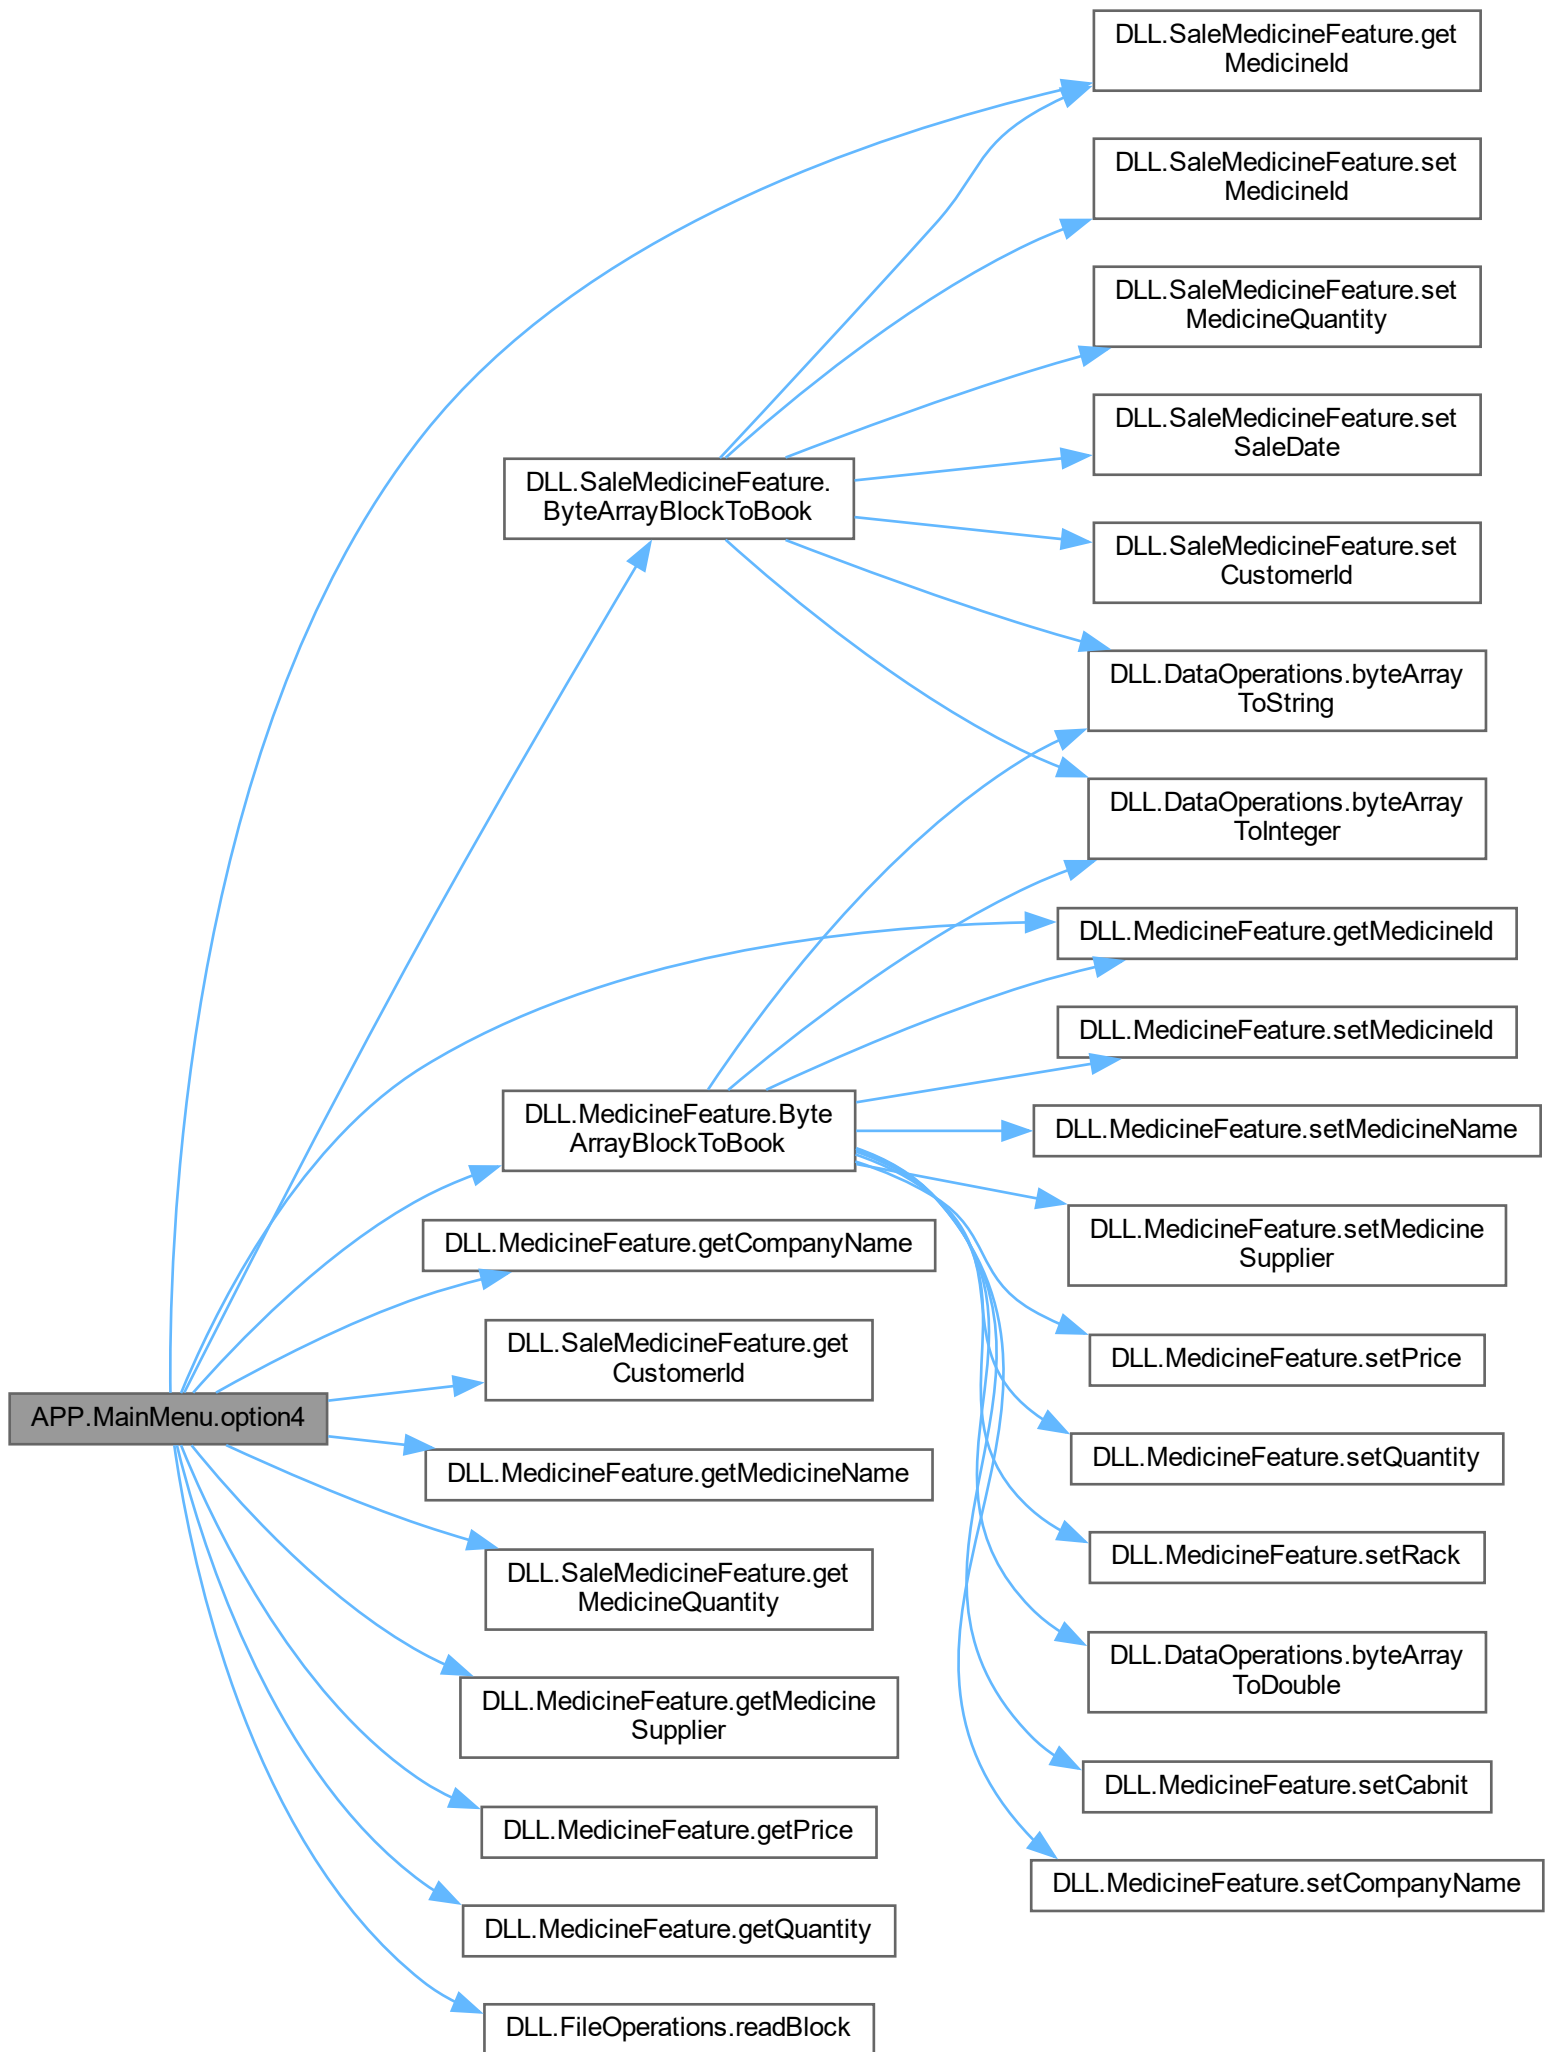 DLL.SaleMedicineFeature.get
MedicineId
DLL.SaleMedicineFeature.set
MedicineId
DLL.SaleMedicineFeature.set
MedicineQuantity
DLL.SaleMedicineFeature.set
SaleDate
DLL.SaleMedicineFeature.
ByteArrayBlockToBook
DLL.SaleMedicineFeature.set
CustomerId
DLL.DataOperations.byteArray
ToString
DLL.DataOperations.byteArray
ToInteger
DLL.MedicineFeature.getMedicineId
DLL.MedicineFeature.setMedicineId
DLL.MedicineFeature.Byte
ArrayBlockToBook
DLL.MedicineFeature.setMedicineName
DLL.MedicineFeature.setMedicine
Supplier
DLL.MedicineFeature.getCompanyName
DLL.SaleMedicineFeature.get
CustomerId
DLL.MedicineFeature.setPrice
APP.MainMenu.option4
DLL.MedicineFeature.setQuantity
DLL.MedicineFeature.getMedicineName
DLL.MedicineFeature.setRack
DLL.SaleMedicineFeature.get
MedicineQuantity
DLL.DataOperations.byteArray
ToDouble
DLL.MedicineFeature.getMedicine
Supplier
DLL.MedicineFeature.setCabnit
DLL.MedicineFeature.getPrice
DLL.MedicineFeature.setCompanyName
DLL.MedicineFeature.getQuantity
DLL.FileOperations.readBlock